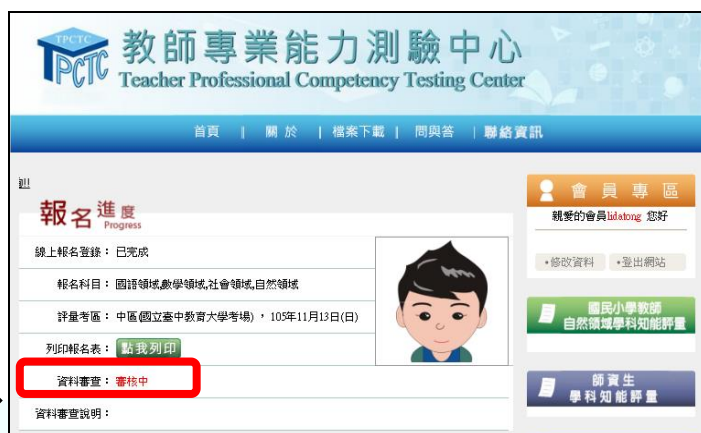 TPCTC
TPCTC
教師專業能力測驗中心
Teacher Professional Competency Testing Center
首頁 | 關於 | 檔案下載 | 問與答 | 聯絡資訊
報名進度
Progress
線上報名登錄：已完成
報名科目：國語領域,數學領域,社會領域,自然領域
評量考區：中區(國立臺中教育大學考場)，105年11月13日(日)
列印報名表：點我列印
資料審查：審核中
資料審查說明：
會員專區
親愛的會員lidatong 您好
•修改資料 •登出網站
國民小學教師
自然領域學科知能評量
師資生
學科知能評量